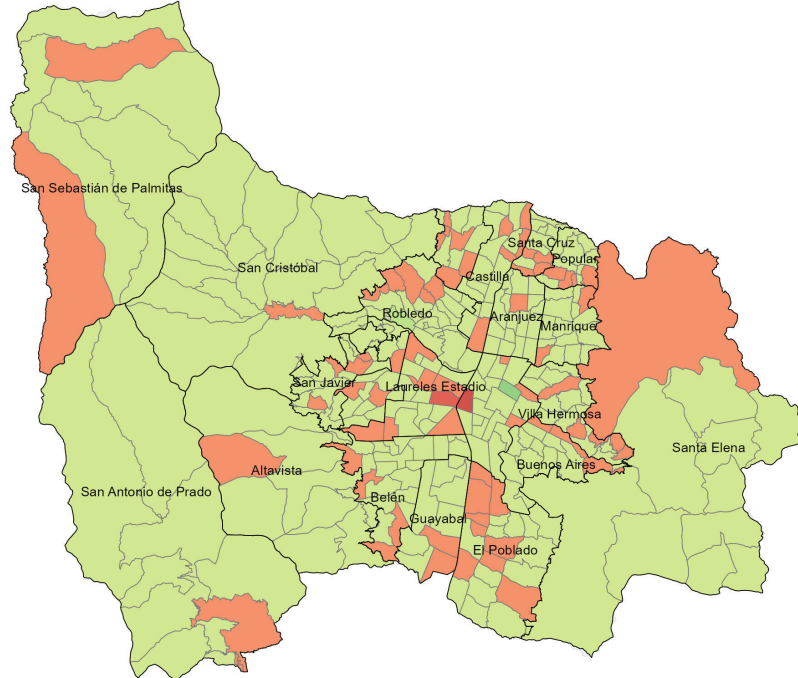 San Sebastián de Palmitas
San Cristóbal
Santa Cruz
Popular
Castilla
Robledo
Aranjuez
Manrique
San Javier
Laureles Estadio
Villa Hermosa
Santa Elena
Buenos Aires
Altavista
San Antonio de Prado
Belén
Guayabal
El Poblado